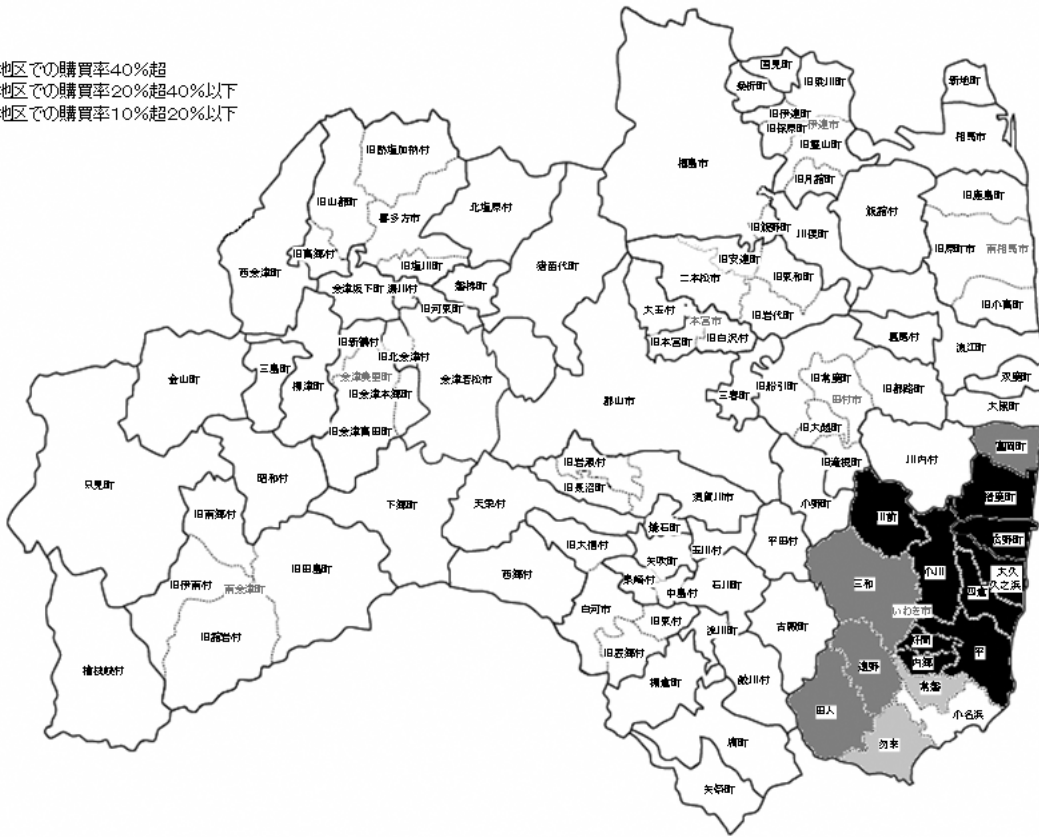 地区での購買率40%超
地区での購買率20%超40%以下
地区での購買率10%超20%以下
国見町
桑折町
旧梁川町
新地町
旧伊達町
伊達市
旧保原町
旧霊山町
相馬市
福島市
旧月舘町
旧熱塩加納村
旧山都町
喜多方市
北塩原村
飯舘村
旧鹿島町
旧飯野町
川俣町
旧原町市
南相馬市
旧高郷村
西会津町
旧塩川町
猪苗代町
旧安達町
二本松市
旧東和町
会津坂下町
湯川村
磐梯町
旧河東町
大玉村
旧岩代町
旧小高町
本宮市
旧本宮町
旧白沢村
葛尾村
浪江町
旧新鶴村
旧北会津村
三島町
金山町
柳津町
会津美里町
会津若松市
旧会津本郷町
郡山市
三春町
旧船引町
旧常葉町
田村市
旧都路町
双葉町
大熊町
旧会津高田町
旧大越町
旧滝根町
川内村
富岡町
旧岩瀬村
旧長沼町
須賀川市
只見町
昭和村
下郷町
天栄村
小野町
楢葉町
旧南郷村
鏡石町
川前
広野町
旧大信村
矢吹町
玉川村
平田村
旧伊南村
南会津町
旧田島町
西郷村
泉崎村
中島村
石川町
三和
小川
四倉
大久
久之浜
白河市
旧東村
いわき市
旧舘岩村
浅川町
古殿町
旧表郷村
好間
内郷
平
檜枝岐村
棚倉町
鮫川村
遠野
常磐
田人
小名浜
勿来
塙町
矢祭町